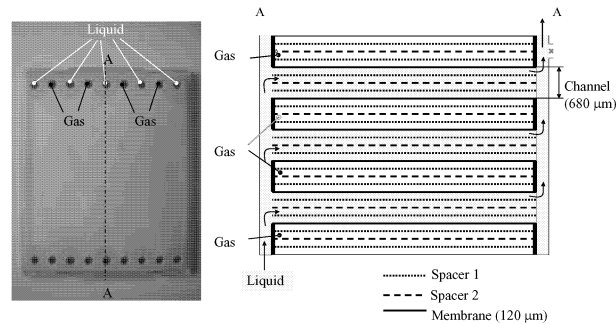 Liquid
A
Gas
Gas
A
A
A
Gas
Channel
(680 µm)
Gas
Gas
Liquid
Spacer 1
Spacer 2
Membrane (120 µm)